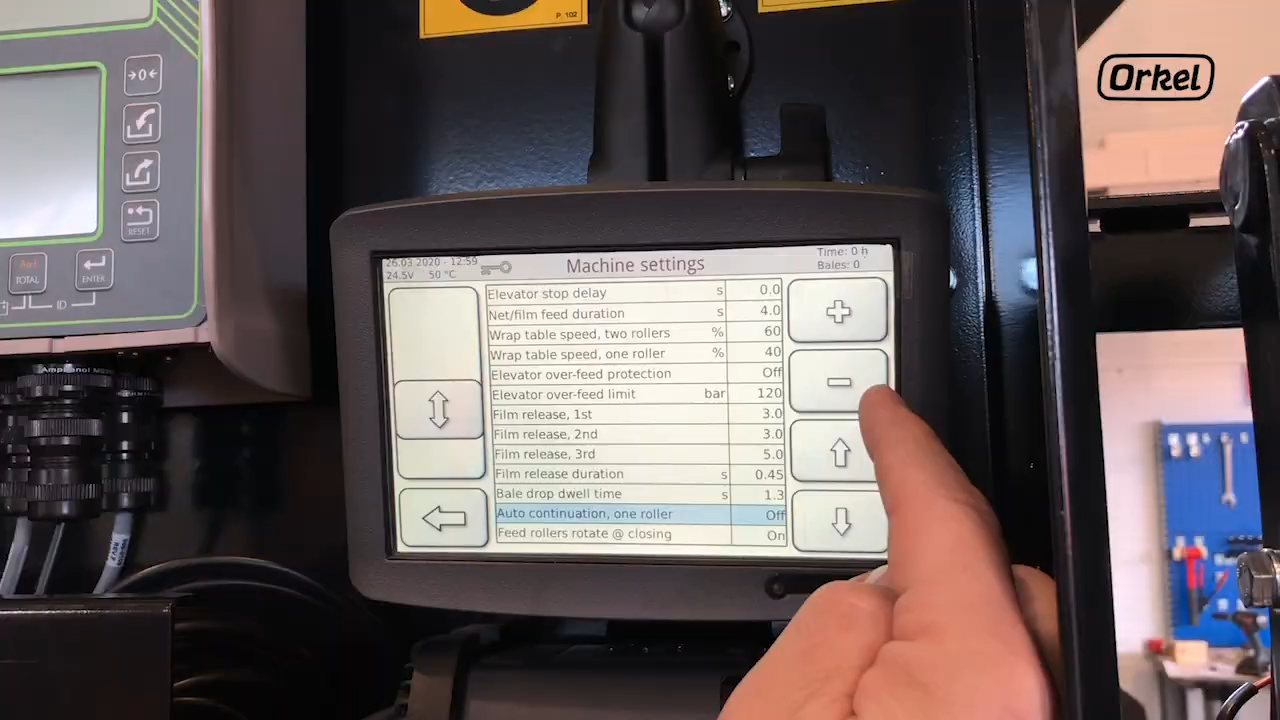 P. 102
Orkel
→0←
RESET
TOTAL
ENTER
ID
26.03.2020 - 12:59
24.5V 50 °C
Machine settings
Time: 0 h
Bales: 0
Elevator stop delay s 0.0
Net/film feed duration s 4.0
Wrap table speed, two rollers % 60
Wrap table speed, one roller % 40
Elevator over-feed protection Off
Elevator over-feed limit bar 120
Film release, 1st 3.0
Film release, 2nd 3.0
Film release, 3rd 5.0
Film release duration s 0.45
Bale drop dwell time s 1.3
Auto continuation, one roller Off
Feed rollers rotate @ closing On